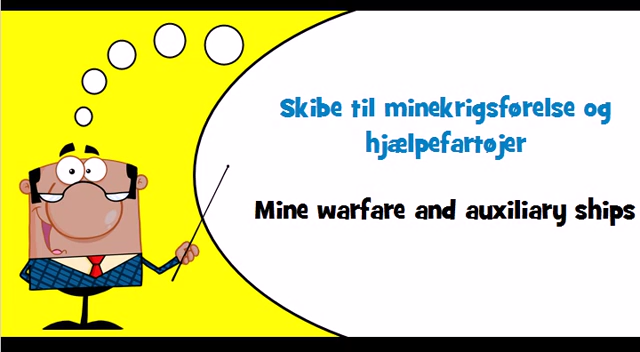 Skibe til minekrigsførelse og
hjælpefartøjer
Mine warfare and auxiliary ships